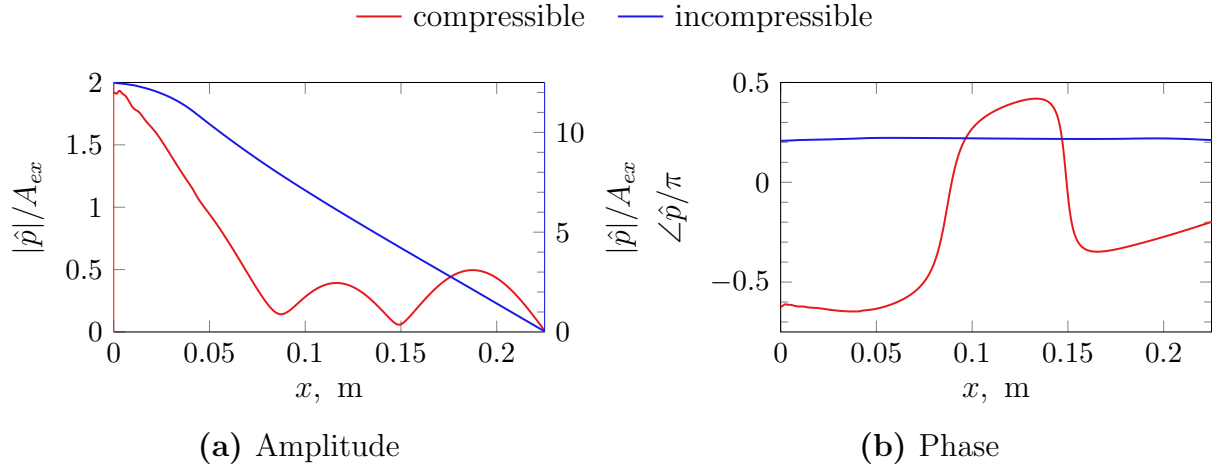 compressible incompressible
2
1.5
1
0.5
0
|p̂|/A_ex
0 0.05 0.1 0.15 0.2
x, m
10
5
0
|p̂|/A_ex
(a) Amplitude
0.5
0
−0.5
∠p̂/π
0 0.05 0.1 0.15 0.2
x, m
(b) Phase